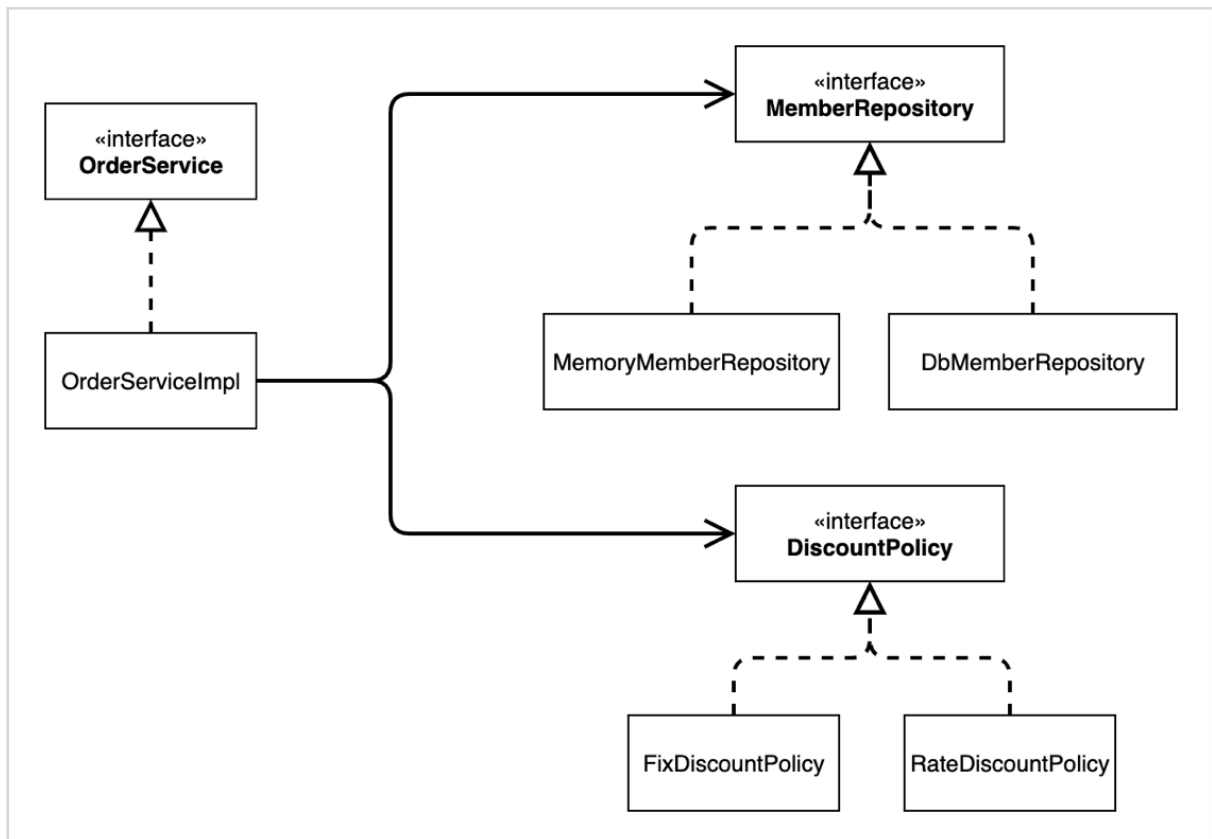 «interface»
OrderService
OrderServiceImpl
«interface»
MemberRepository
MemoryMemberRepository
DbMemberRepository
«interface»
DiscountPolicy
FixDiscountPolicy
RateDiscountPolicy